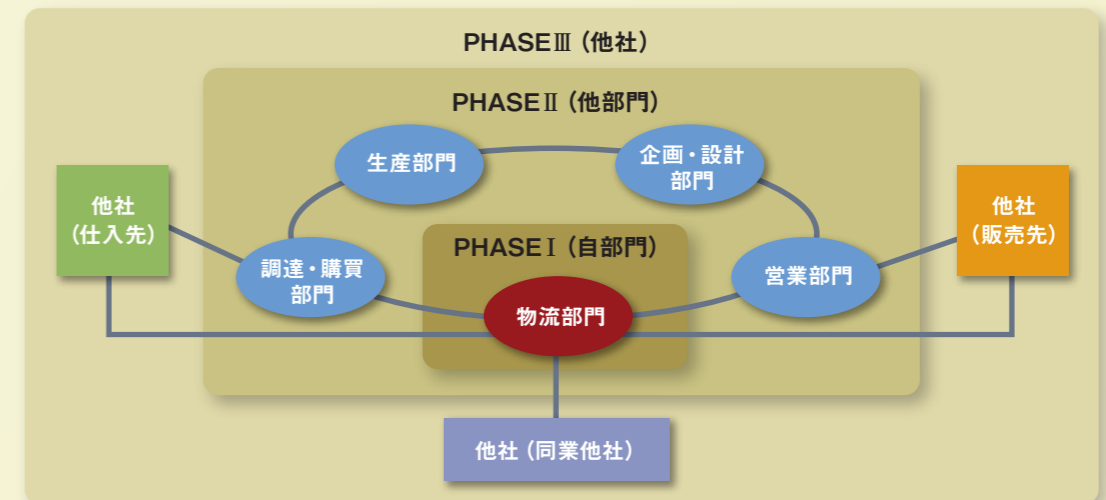 PHASEⅢ（他社）
PHASEⅡ（他部門）
生産部門
企画・設計
部門
他社
（仕入先）
他社
（販売先）
PHASEⅠ（自部門）
調達・購買
部門
営業部門
物流部門
他社（同業他社）